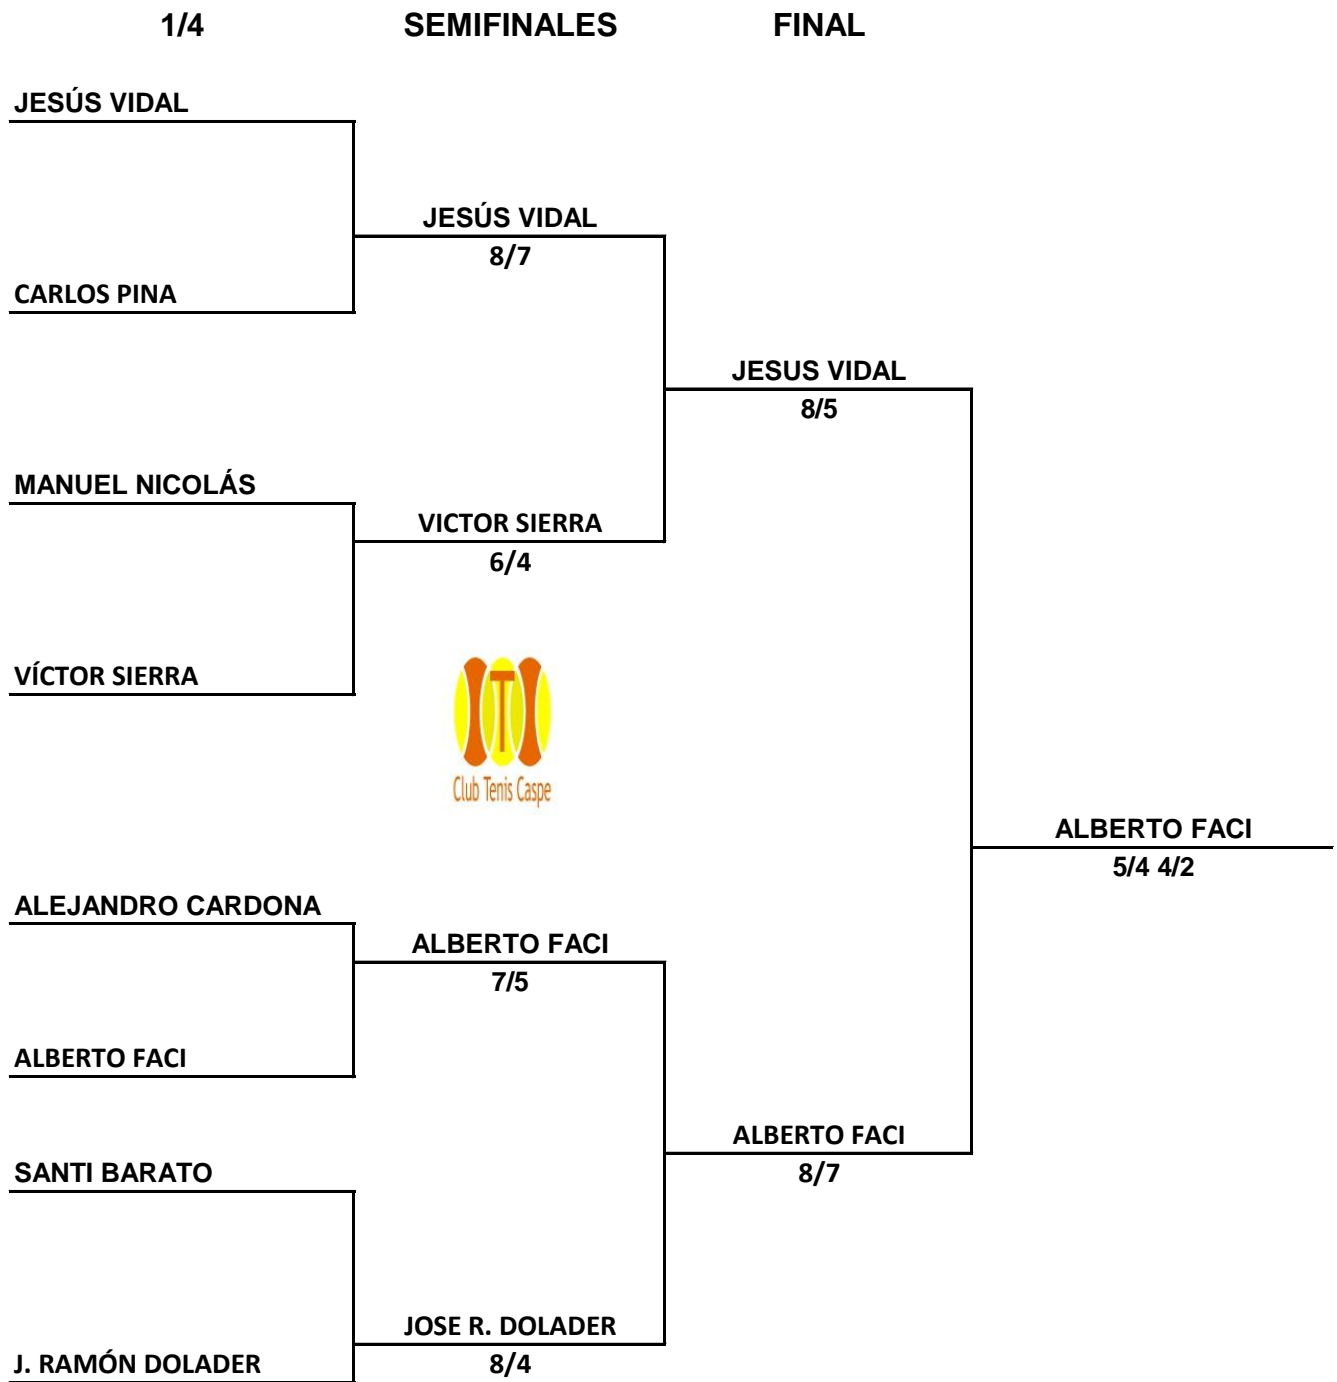 1/4 SEMIFINALES FINAL
JESÚS VIDAL
JESÚS VIDAL
8/7
CARLOS PINA
JESUS VIDAL
8/5
MANUEL NICOLÁS
VICTOR SIERRA
6/4
VÍCTOR SIERRA
Club Tenis Caspe
ALBERTO FACI
5/4 4/2
ALEJANDRO CARDONA
ALBERTO FACI
7/5
ALBERTO FACI
ALBERTO FACI
8/7
SANTI BARATO
JOSE R. DOLADER
8/4
J. RAMÓN DOLADER